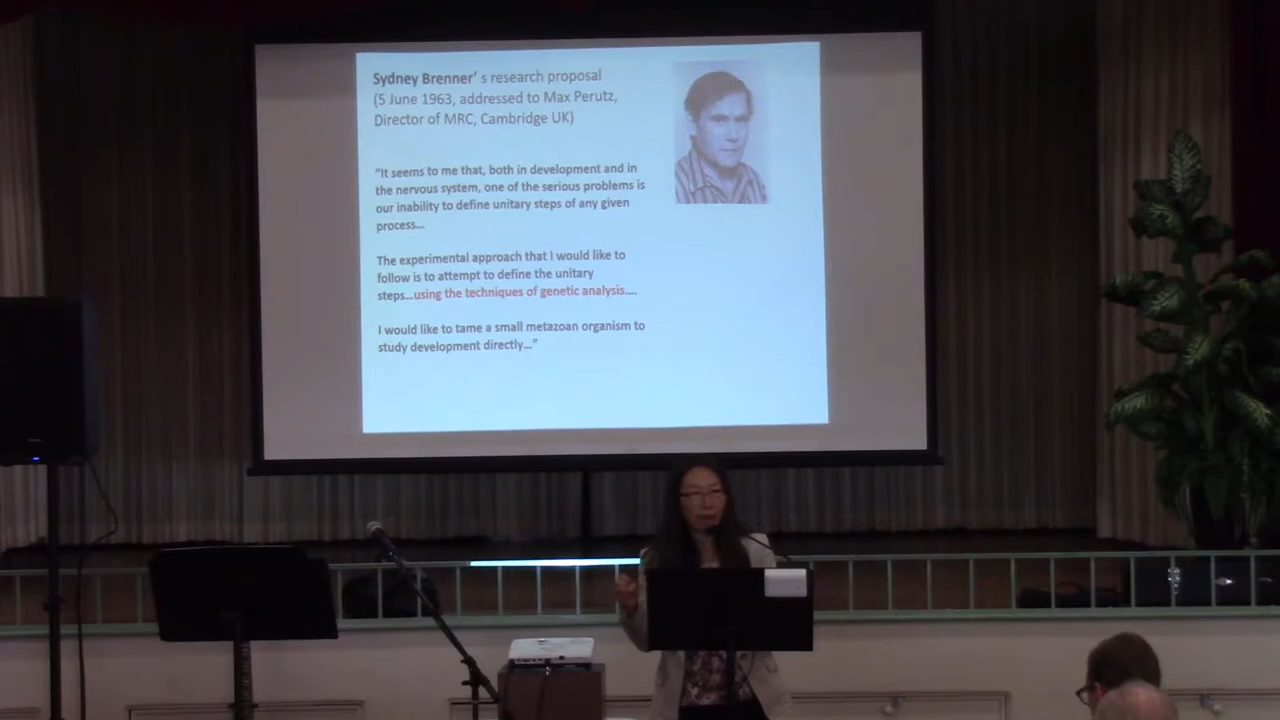 Sydney Brenner' s research proposal
(5 June 1963, addressed to Max Perutz,
Director of MRC, Cambridge UK)
"It seems to me that, both in development and in
the nervous system, one of the serious problems is
our inability to define unitary steps of any given
process...
The experimental approach that I would like to
follow is to attempt to define the unitary
steps...using the techniques of genetic analysis....
I would like to tame a small metazoan organism to
study development directly..."